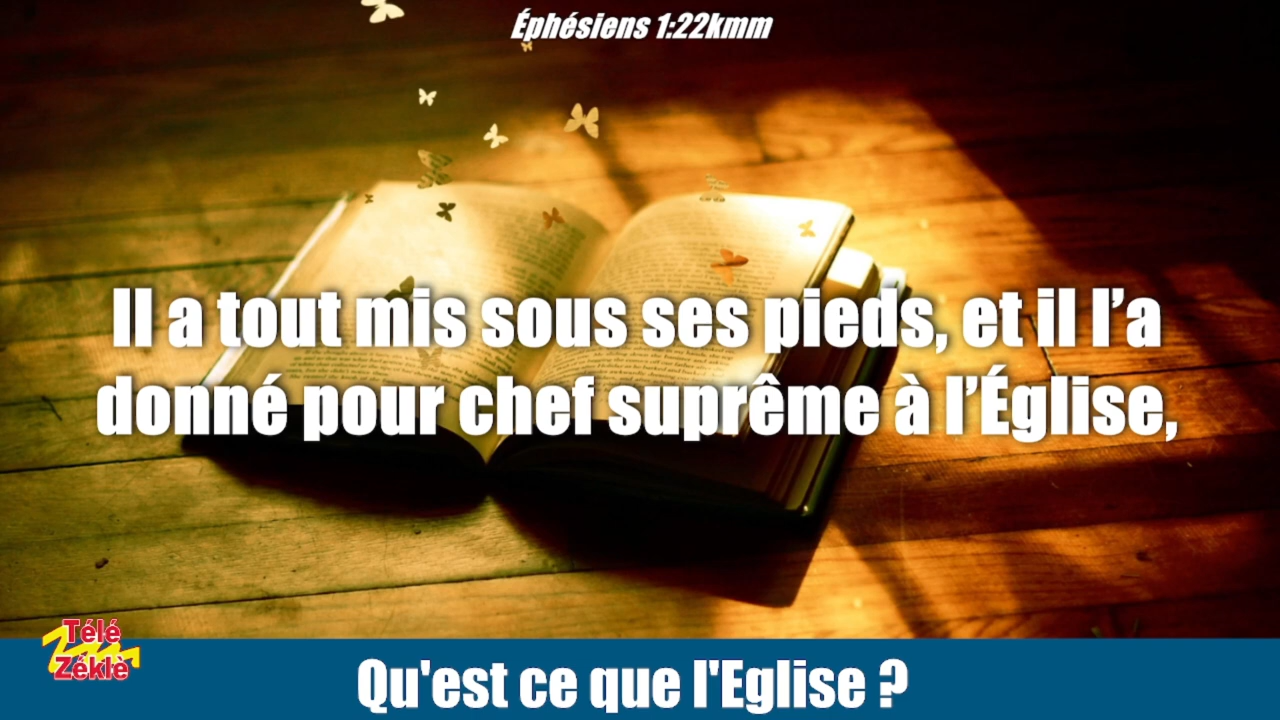 Éphésiens 1:22kmm
Il a tout mis sous ses pieds, et il l’a
donné pour chef suprême à l’Église,
Télé
Zéklè
Qu'est ce que l'Eglise ?